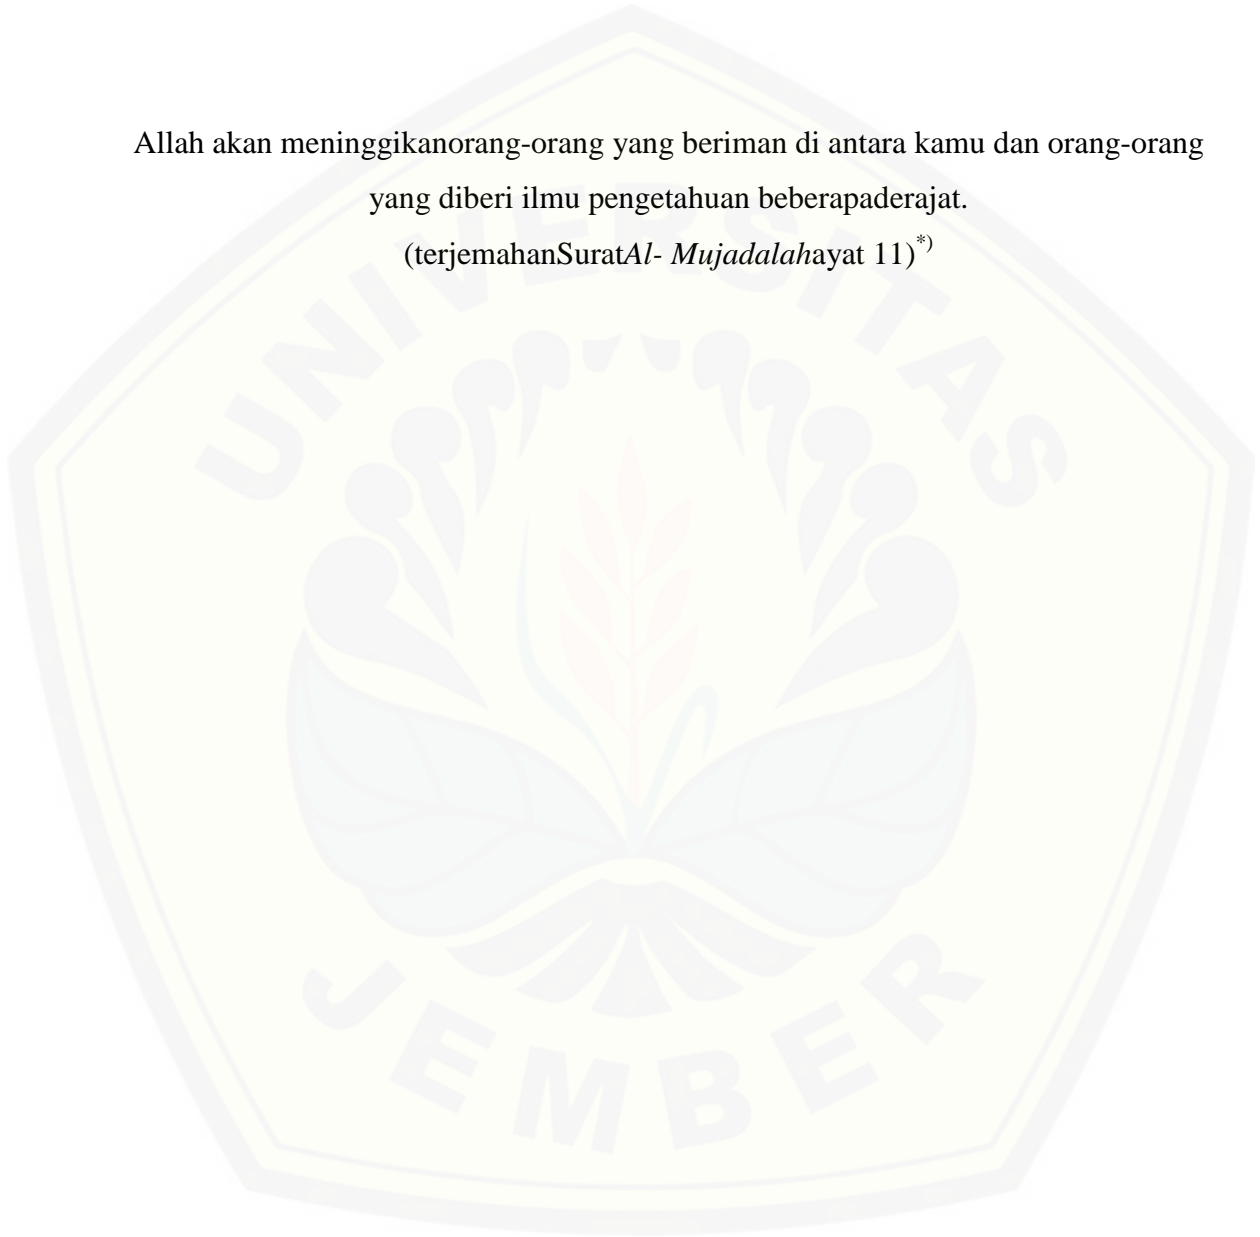 Allah akan meninggikanorang-orang yang beriman di antara kamu dan orang-orang
yang diberi ilmu pengetahuan beberapaderajat.
(terjemahanSuratAl- Mujadalahayat 11)*)
UNIVERSITAS
JEMBER